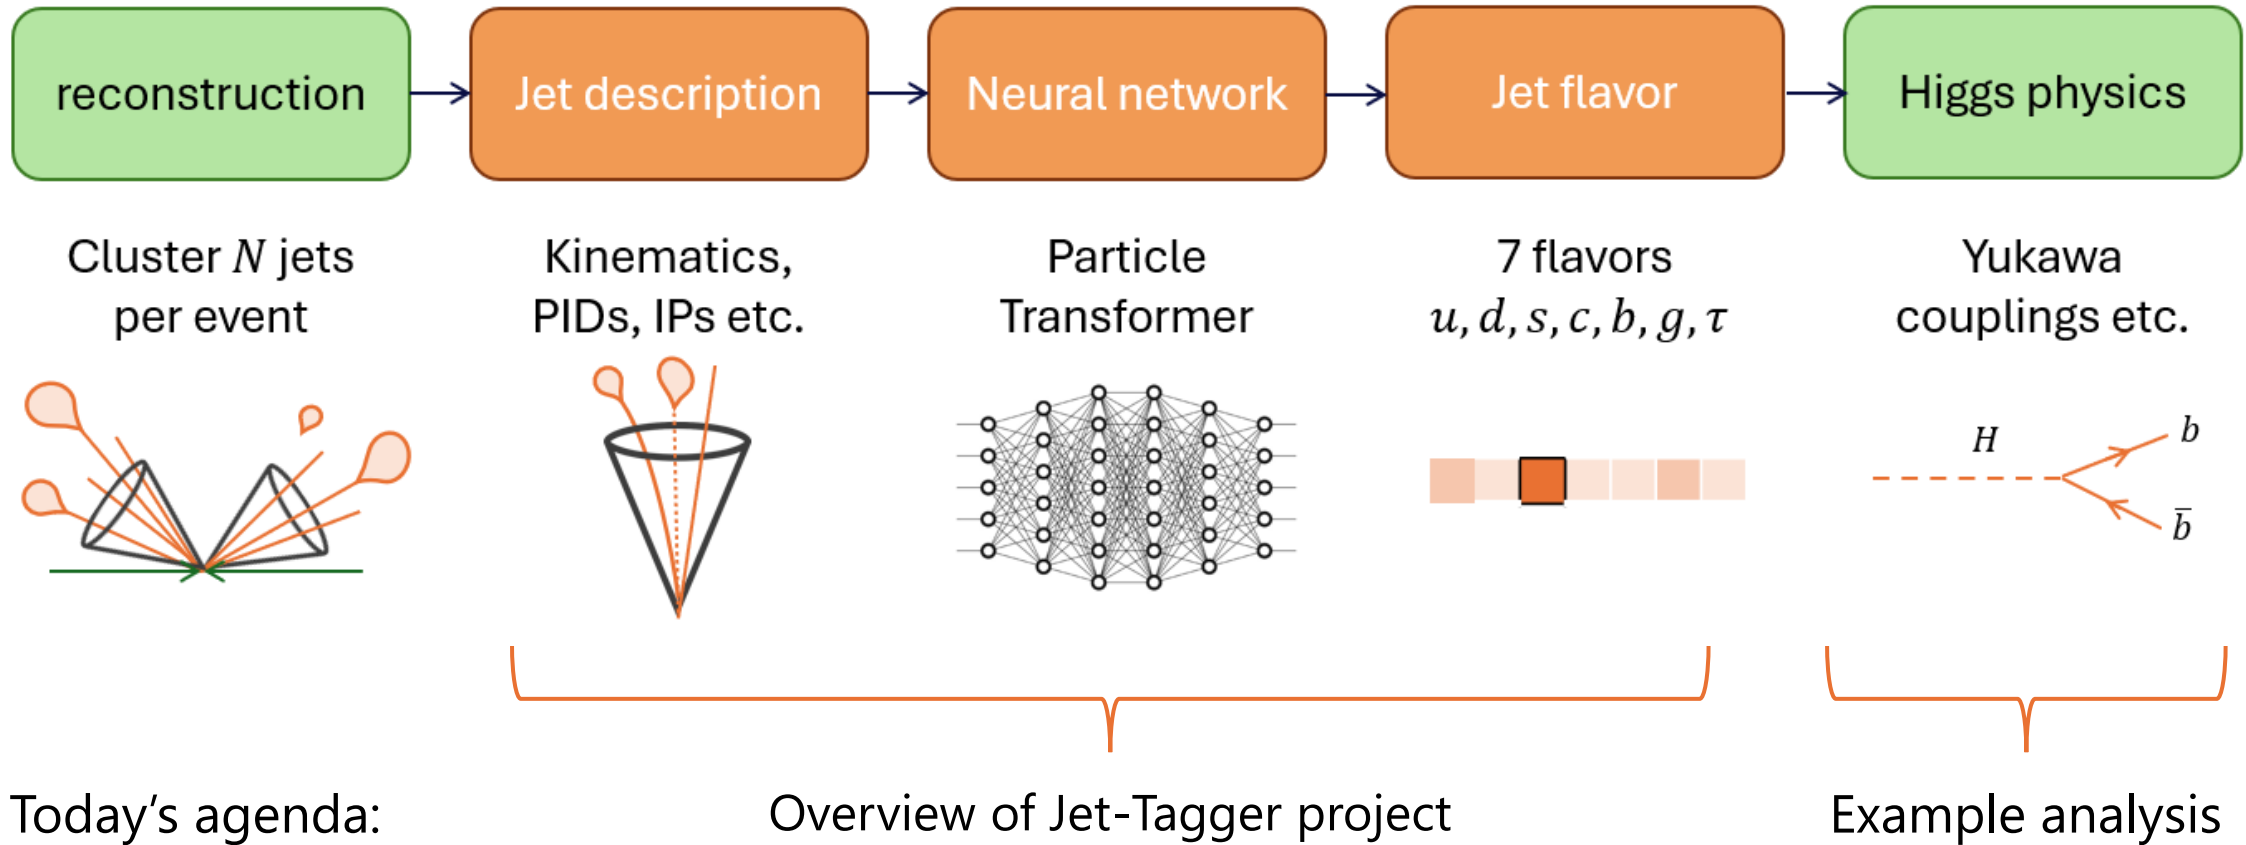 reconstruction
Jet description
Neural network
Jet flavor
Higgs physics
Cluster N jets
per event
Kinematics,
PIDs, IPs etc.
Particle
Transformer
7 flavors
u, d, s, c, b, g, τ
Yukawa
couplings etc.
H
b
b̄
Today's agenda:
Overview of Jet-Tagger project
Example analysis